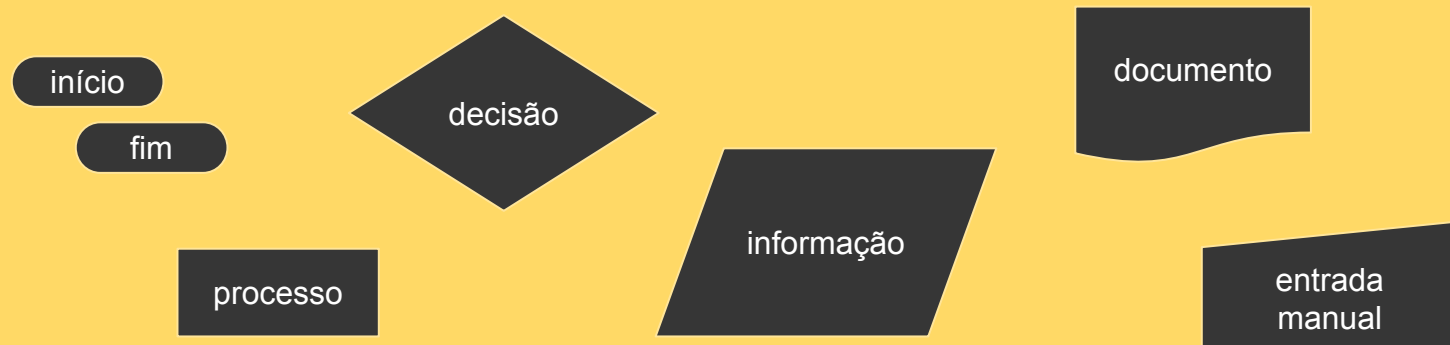 início
fim
decisão
processo
informação
documento
entrada
manual